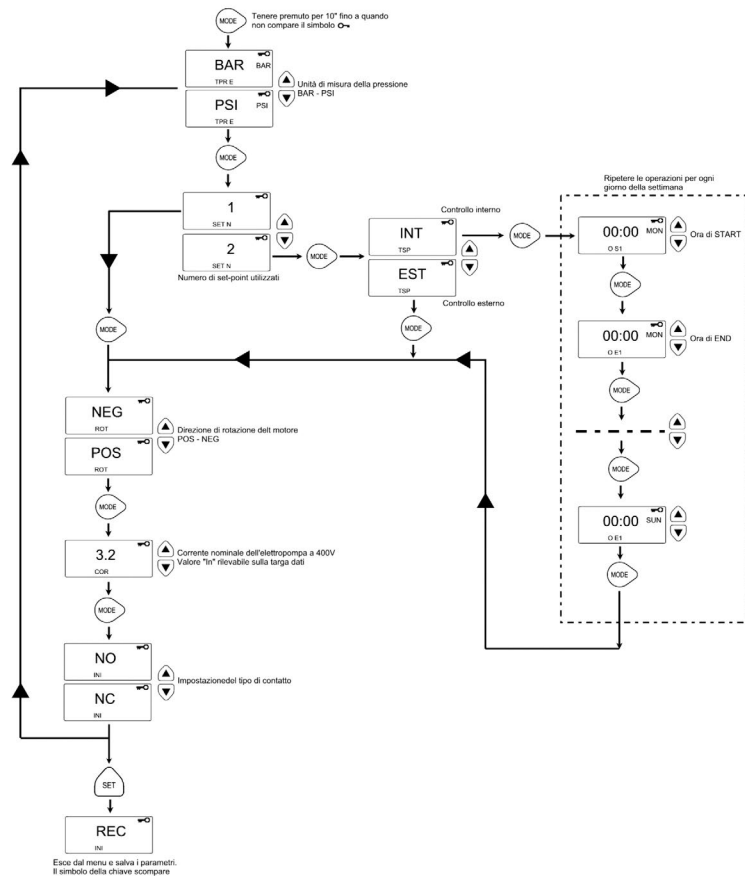 MODE
Tenere premuto per 10" fino a quando
non compare il simbolo
BAR BAR
TPR E
PSI PSI
TPR E
Unità di misura della pressione
BAR - PSI
MODE
1
SET N
2
SET N
Numero di set-point utilizzati
MODE
Controllo interno
INT
TSP
EST
TSP
Controllo esterno
MODE
MODE
Ripetere le operazioni per ogni
giorno della settimana
00:00 MON
O S1
Ora di START
MODE
00:00 MON
O E1
Ora di END
MODE
MODE
00:00 SUN
O E1
MODE
MODE
NEG
ROT
POS
ROT
Direzione di rotazione delt motore
POS - NEG
MODE
3.2
COR
Corrente nominale dell'elettropompa a 400V
Valore "In" rilevabile sulla targa dati
MODE
NO
INI
NC
INI
Impostazionedel tipo di contatto
SET
REC
INI
Esce dal menu e salva i parametri.
Il simbolo della chiave scompare